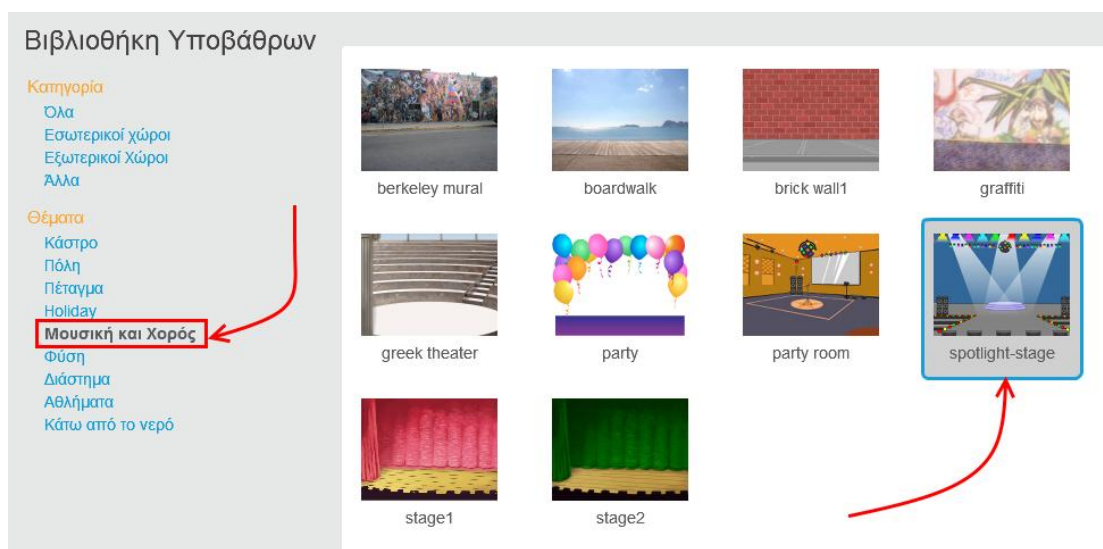 Βιβλιοθήκη Υποβάθρων
Κατηγορία
Όλα
Εσωτερικοί χώροι
Εξωτερικοί Χώροι
Άλλα
Θέματα
Κάστρο
Πόλη
Πέταγμα
Holiday
Μουσική και Χορός
Φύση
Διάστημα
Αθλήματα
Κάτω από το νερό
berkeley mural
boardwalk
brick wall1
graffiti
greek theater
party
party room
spotlight-stage
stage1
stage2